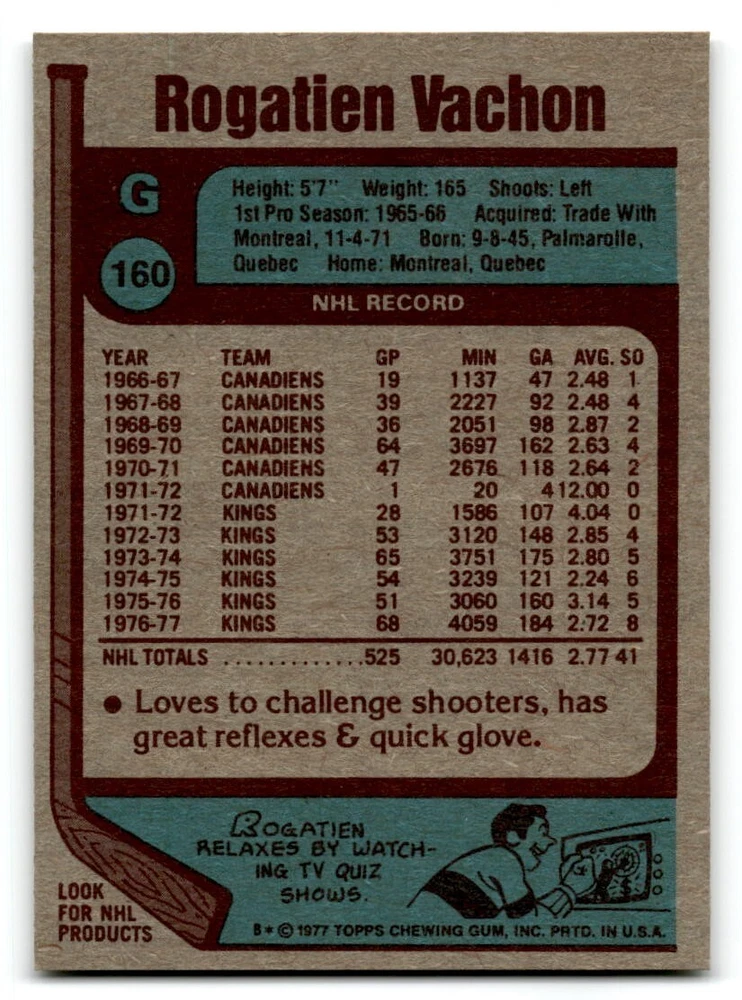 Rogatien Vachon
G
160
Height: 5'7" Weight: 165 Shoots: Left
1st Pro Season: 1965-66 Acquired: Trade With
Montreal, 11-4-71 Born: 9-8-45, Palmarolle,
Quebec Home: Montreal, Quebec
NHL RECORD
YEAR TEAM GP MIN GA AVG. SO
1966-67 CANADIENS 19 1137 47 2.48 1
1967-68 CANADIENS 39 2227 92 2.48 4
1968-69 CANADIENS 36 2051 98 2.87 2
1969-70 CANADIENS 64 3697 162 2.63 4
1970-71 CANADIENS 47 2676 118 2.64 2
1971-72 CANADIENS 1 20 4 12.00 0
1971-72 KINGS 28 1586 107 4.04 0
1972-73 KINGS 53 3120 148 2.85 4
1973-74 KINGS 65 3751 175 2.80 5
1974-75 KINGS 54 3239 121 2.24 6
1975-76 KINGS 51 3060 160 3.14 5
1976-77 KINGS 68 4059 184 2.72 8
NHL TOTALS .............525 30,623 1416 2.77 41
● Loves to challenge shooters, has
great reflexes & quick glove.
ROGATIEN
RELAXES BY WATCH-
ING TV QUIZ
SHOWS.
LOOK
FOR NHL
PRODUCTS
B* © 1977 TOPPS CHEWING GUM, INC. PRTD. IN U.S.A.